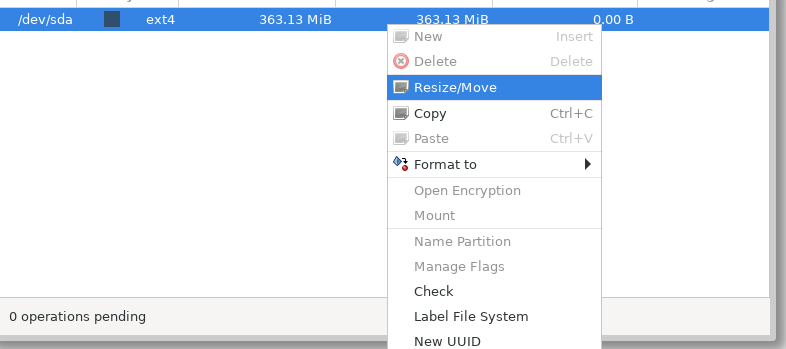 /dev/sda ext4 363.13 MiB 363.13 MiB 0.00 B
New Insert
Delete Delete
Resize/Move
Copy Ctrl+C
Paste Ctrl+V
Format to
Open Encryption
Mount
Name Partition
Manage Flags
Check
Label File System
New UUID
0 operations pending